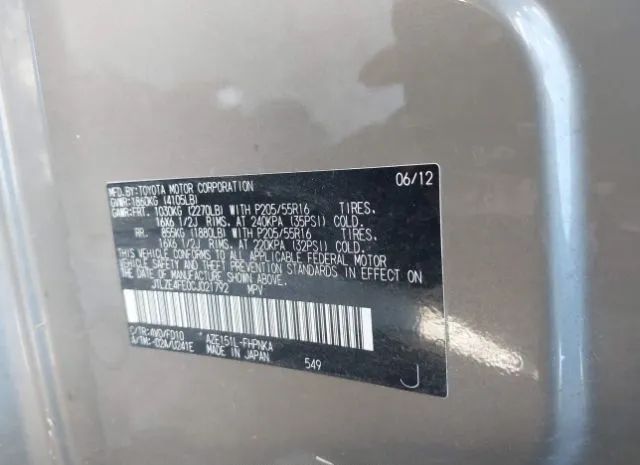 MFD.BY:TOYOTA MOTOR CORPORATION 06/12
GVWR:1860KG (4105LB)
GAWR:FRT. 1030KG (2270LB) WITH P205/55R16 TIRES.
16X6 1/2J RIMS. AT 240KPA (35PSI) COLD.
RR. 855KG (1880LB) WITH P205/55R16 TIRES.
16X6 1/2J RIMS. AT 220KPA (32PSI) COLD.
THIS VEHICLE CONFORMS TO ALL APPLICABLE FEDERAL MOTOR
VEHICLE SAFETY AND THEFT PREVENTION STANDARDS IN
EFFECT ON THE DATE OF MANUFACTURE SHOWN ABOVE.
JTLZE4FE0CJ021792 MPV
C/TR:4V0/FD10 AZE151L-FHPNKA
A/TM:-02A/U241E MADE IN JAPAN 549
J